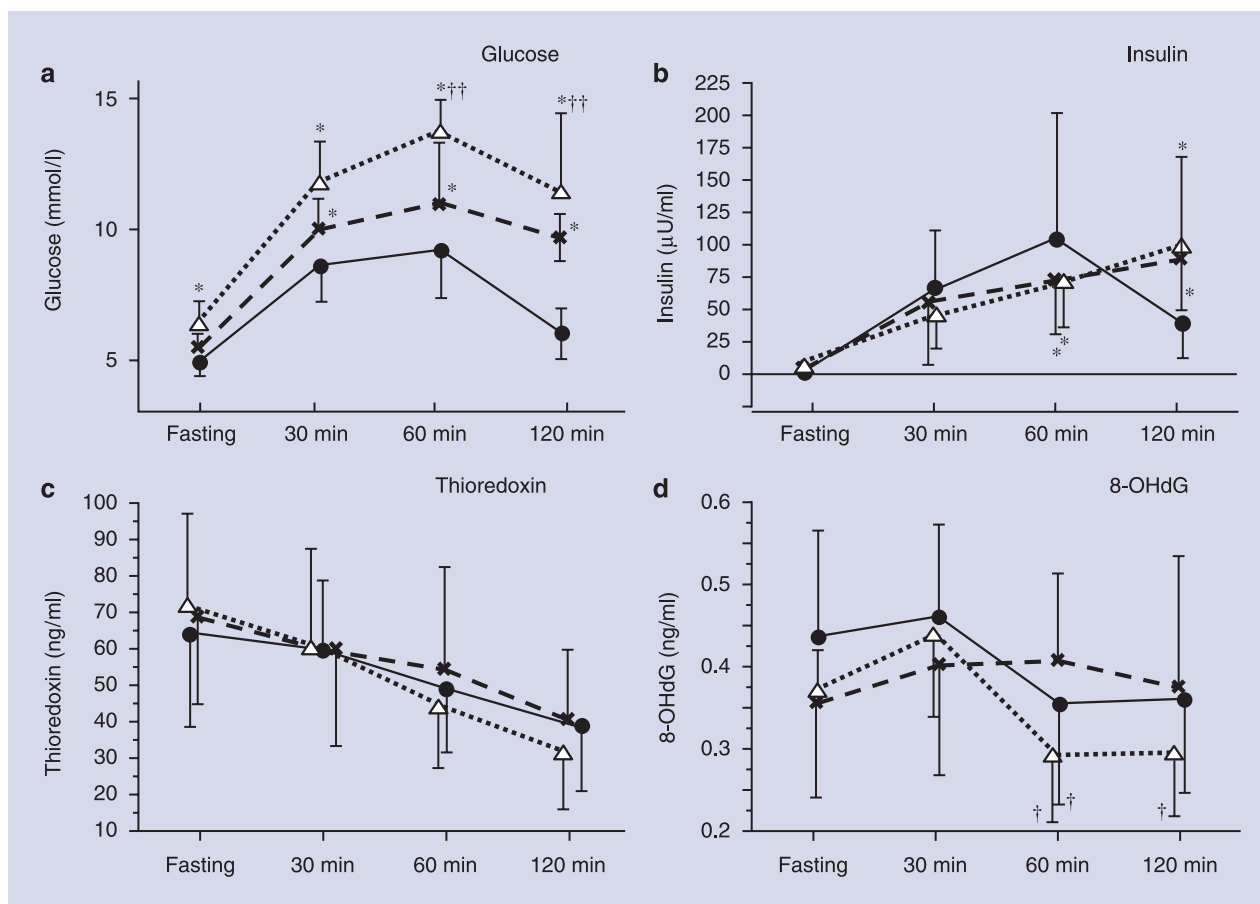 a
Glucose
Glucose (mmol/l)
15
10
5
*
*
*††
*††
*
*
*
Fasting
30 min
60 min
120 min
b
Insulin
Insulin (μU/ml)
225
200
175
150
125
100
75
50
25
0
*
*
*
*
Fasting
30 min
60 min
120 min
c
Thioredoxin
Thioredoxin (ng/ml)
100
90
80
70
60
50
40
30
20
10
Fasting
30 min
60 min
120 min
d
8-OHdG
8-OHdG (ng/ml)
0.6
0.5
0.4
0.3
0.2
†
†
†
Fasting
30 min
60 min
120 min